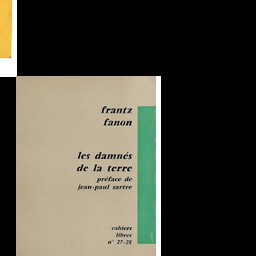 frantz
fanon
les damnés
de la terre
préface de
jean-paul sartre
cahiers
libres
n° 27-28